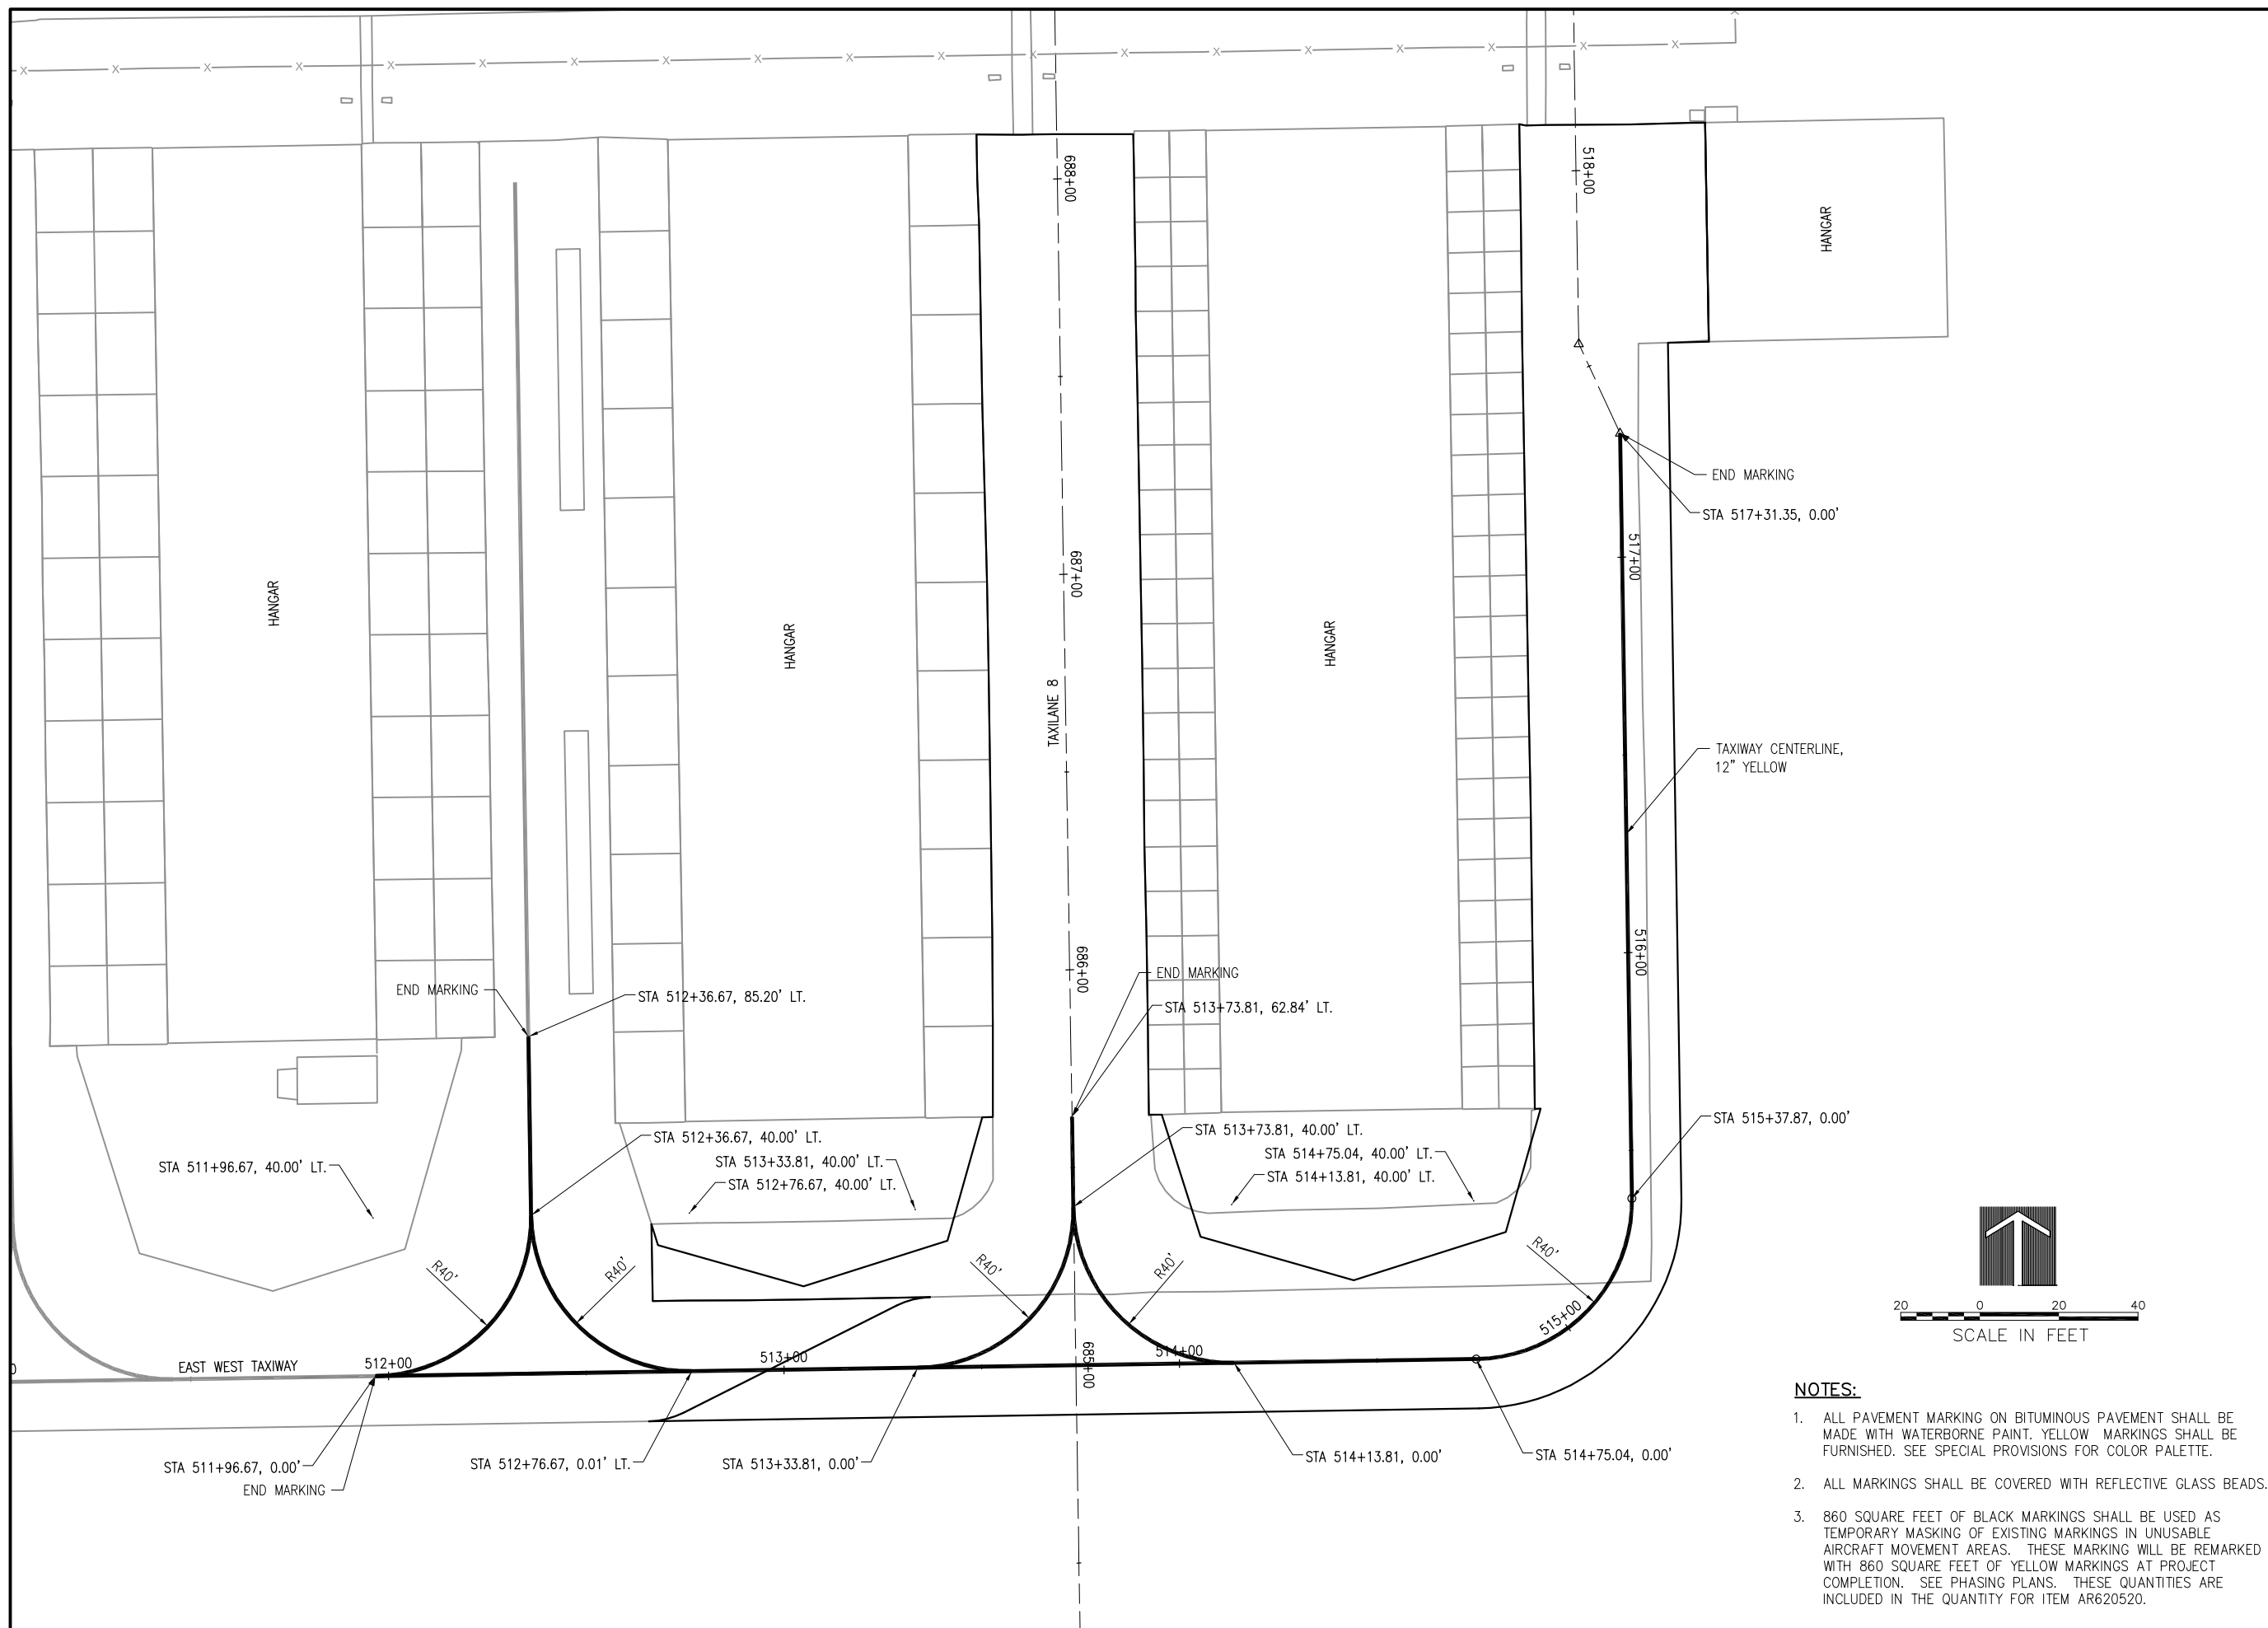 688+00
518+00
HANGAR
END MARKING
STA 517+31.35, 0.00'
517+00
687+00
HANGAR
HANGAR
HANGAR
TAXILANE 8
TAXIWAY CENTERLINE,
12" YELLOW
516+00
686+00
END MARKING
END MARKING
STA 512+36.67, 85.20' LT.
STA 513+73.81, 62.84' LT.
STA 515+37.87, 0.00'
STA 512+36.67, 40.00' LT.
STA 513+73.81, 40.00' LT.
STA 511+96.67, 40.00' LT.
STA 513+33.81, 40.00' LT.
STA 514+75.04, 40.00' LT.
STA 512+76.67, 40.00' LT.
STA 514+13.81, 40.00' LT.
R40'
R40'
R40'
R40'
R40'
515+00
20 0 20 40
SCALE IN FEET
0
EAST WEST TAXIWAY
512+00
513+00
685+00
514+00
STA 511+96.67, 0.00'
END MARKING
STA 512+76.67, 0.01' LT.
STA 513+33.81, 0.00'
STA 514+13.81, 0.00'
STA 514+75.04, 0.00'
NOTES:
1. ALL PAVEMENT MARKING ON BITUMINOUS PAVEMENT SHALL BE
MADE WITH WATERBORNE PAINT. YELLOW MARKINGS SHALL BE
FURNISHED. SEE SPECIAL PROVISIONS FOR COLOR PALETTE.
2. ALL MARKINGS SHALL BE COVERED WITH REFLECTIVE GLASS BEADS.
3. 860 SQUARE FEET OF BLACK MARKINGS SHALL BE USED AS
TEMPORARY MASKING OF EXISTING MARKINGS IN UNUSABLE
AIRCRAFT MOVEMENT AREAS. THESE MARKING WILL BE REMARKED
WITH 860 SQUARE FEET OF YELLOW MARKINGS AT PROJECT
COMPLETION. SEE PHASING PLANS. THESE QUANTITIES ARE
INCLUDED IN THE QUANTITY FOR ITEM AR620520.